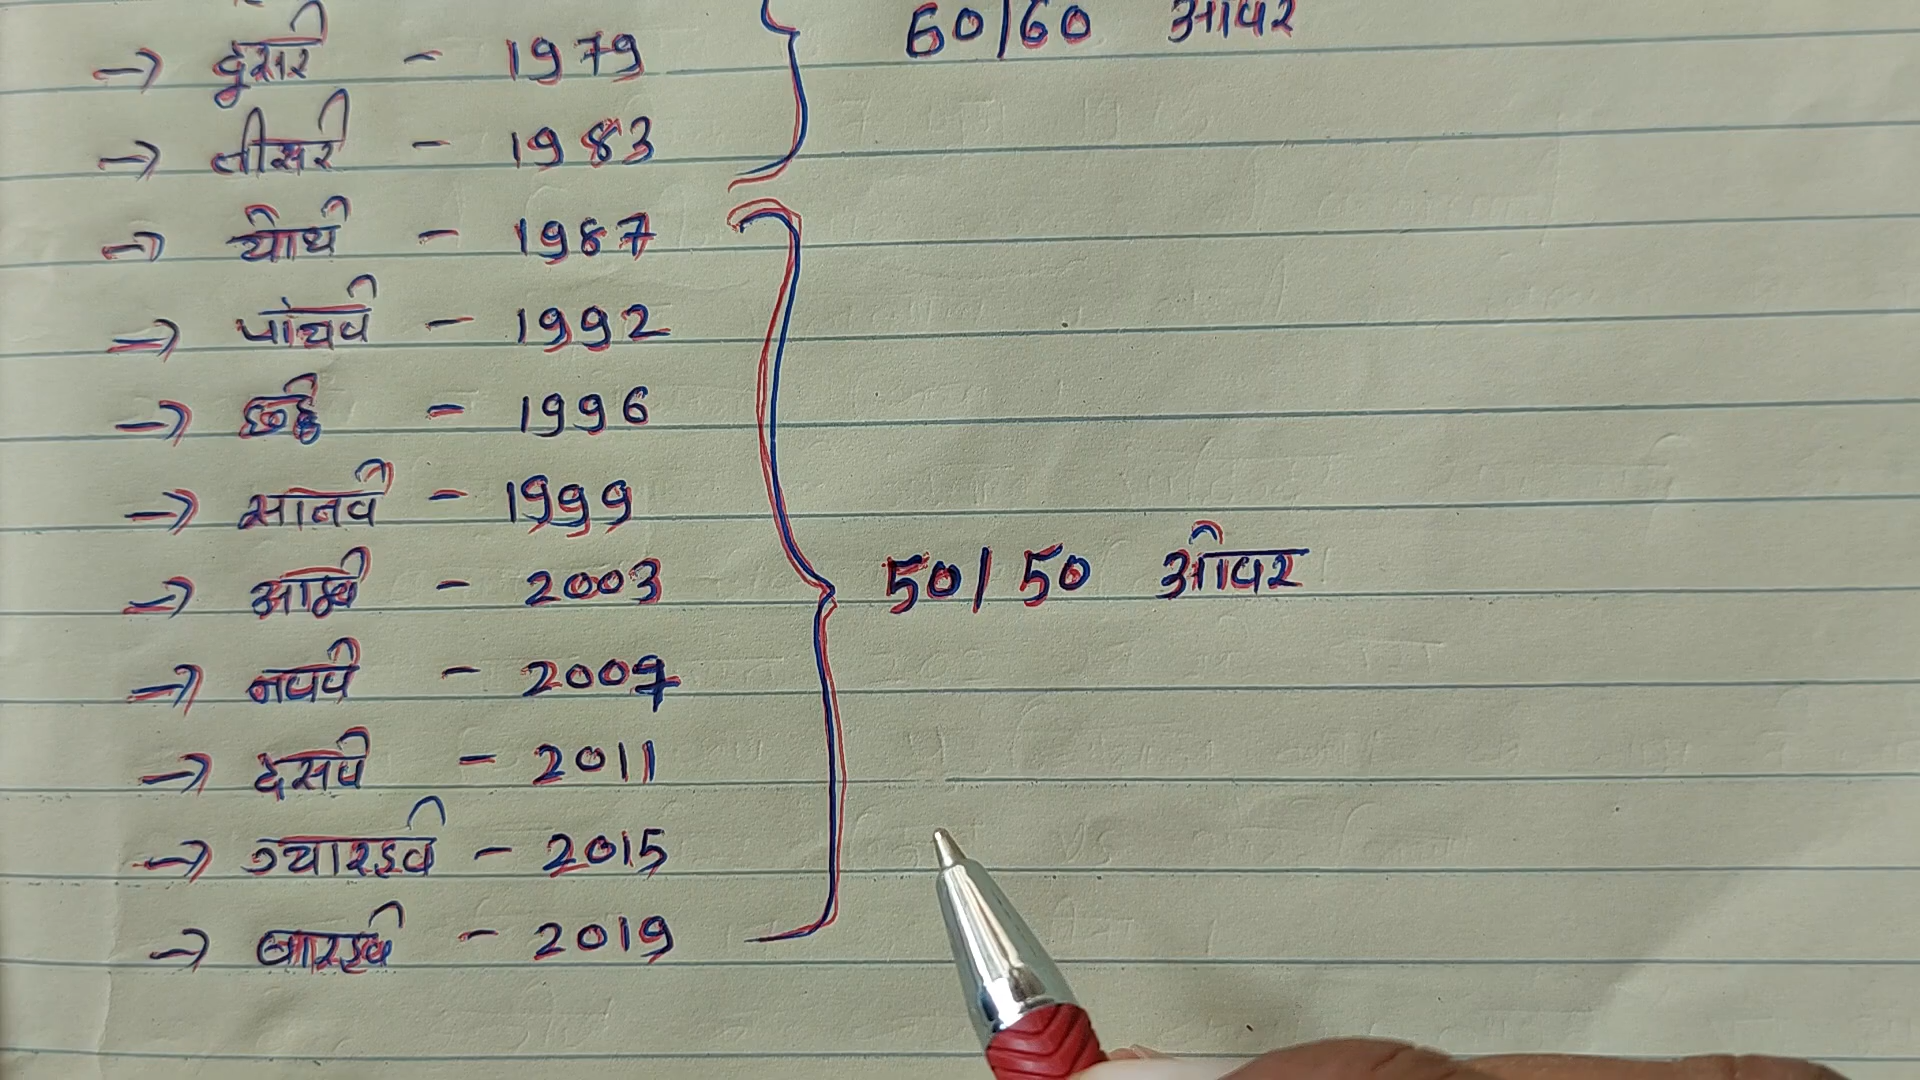 60/60 ओवर
→ दुसरी - 1979
→ तीसरी - 1983
→ चौथी - 1987
→ पांचवी - 1992
→ छठ्ठी - 1996
→ सातवी - 1999
→ आठवी - 2003
50/50 ओवर
→ नववी - 2007
→ दसवी - 2011
→ ग्यारहवी - 2015
→ बारहवी - 2019